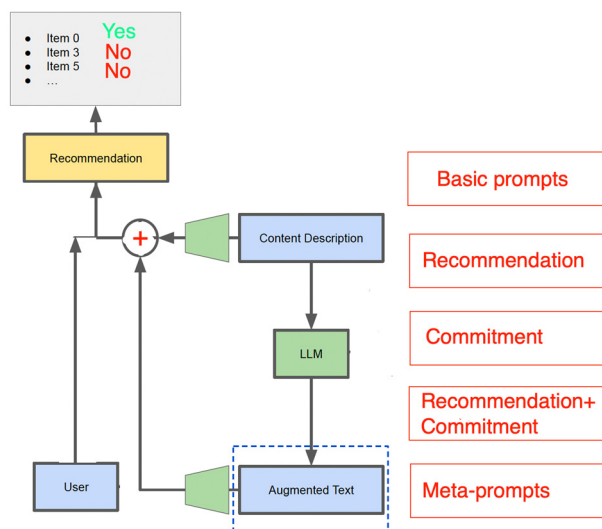 Item 0 Yes
Item 3 No
Item 5 No
...
Recommendation
+
Content Description
LLM
User
Augmented Text
Basic prompts
Recommendation
Commitment
Recommendation+
Commitment
Meta-prompts